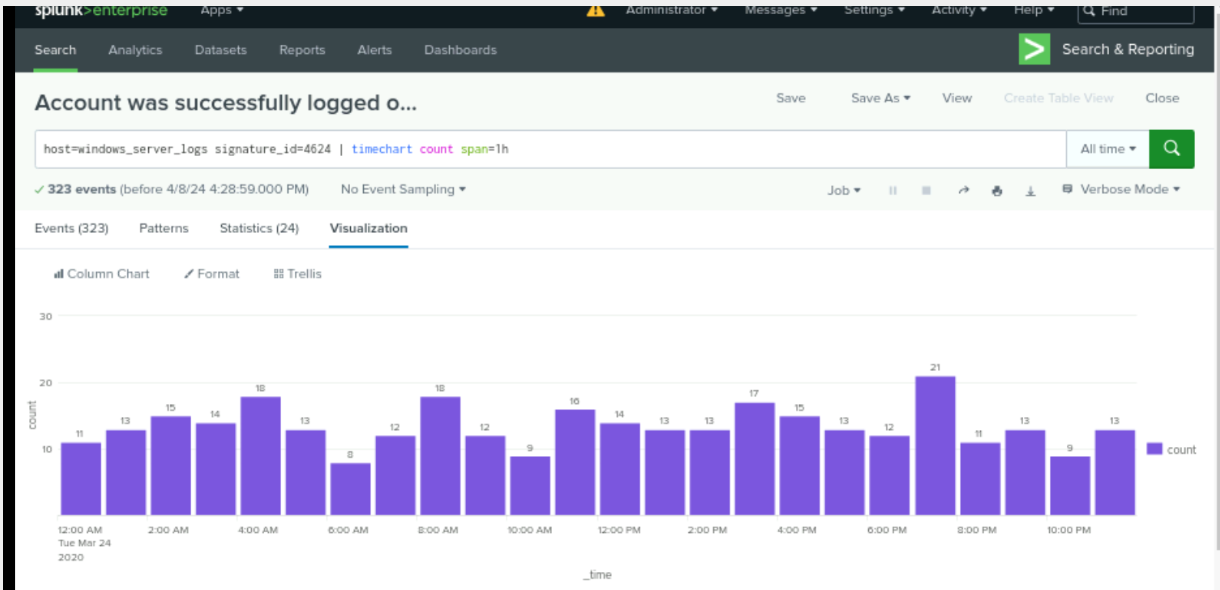 splunk>enterprise Apps Administrator Messages Settings Activity Help Find
Search Analytics Datasets Reports Alerts Dashboards > Search & Reporting
Account was successfully logged o... Save Save As View Create Table View Close
host=windows_server_logs signature_id=4624 | timechart count span=1h All time
323 events (before 4/8/24 4:28:59.000 PM) No Event Sampling Job Verbose Mode
Events (323) Patterns Statistics (24) Visualization
Column Chart Format Trellis
30
20
10
count
11 13 15 14 18 13 8 12 18 12 9 16 14 13 13 17 15 13 12 21 11 13 9 13
count
12:00 AM 2:00 AM 4:00 AM 6:00 AM 8:00 AM 10:00 AM 12:00 PM 2:00 PM 4:00 PM 6:00 PM 8:00 PM 10:00 PM
Tue Mar 24
2020
_time